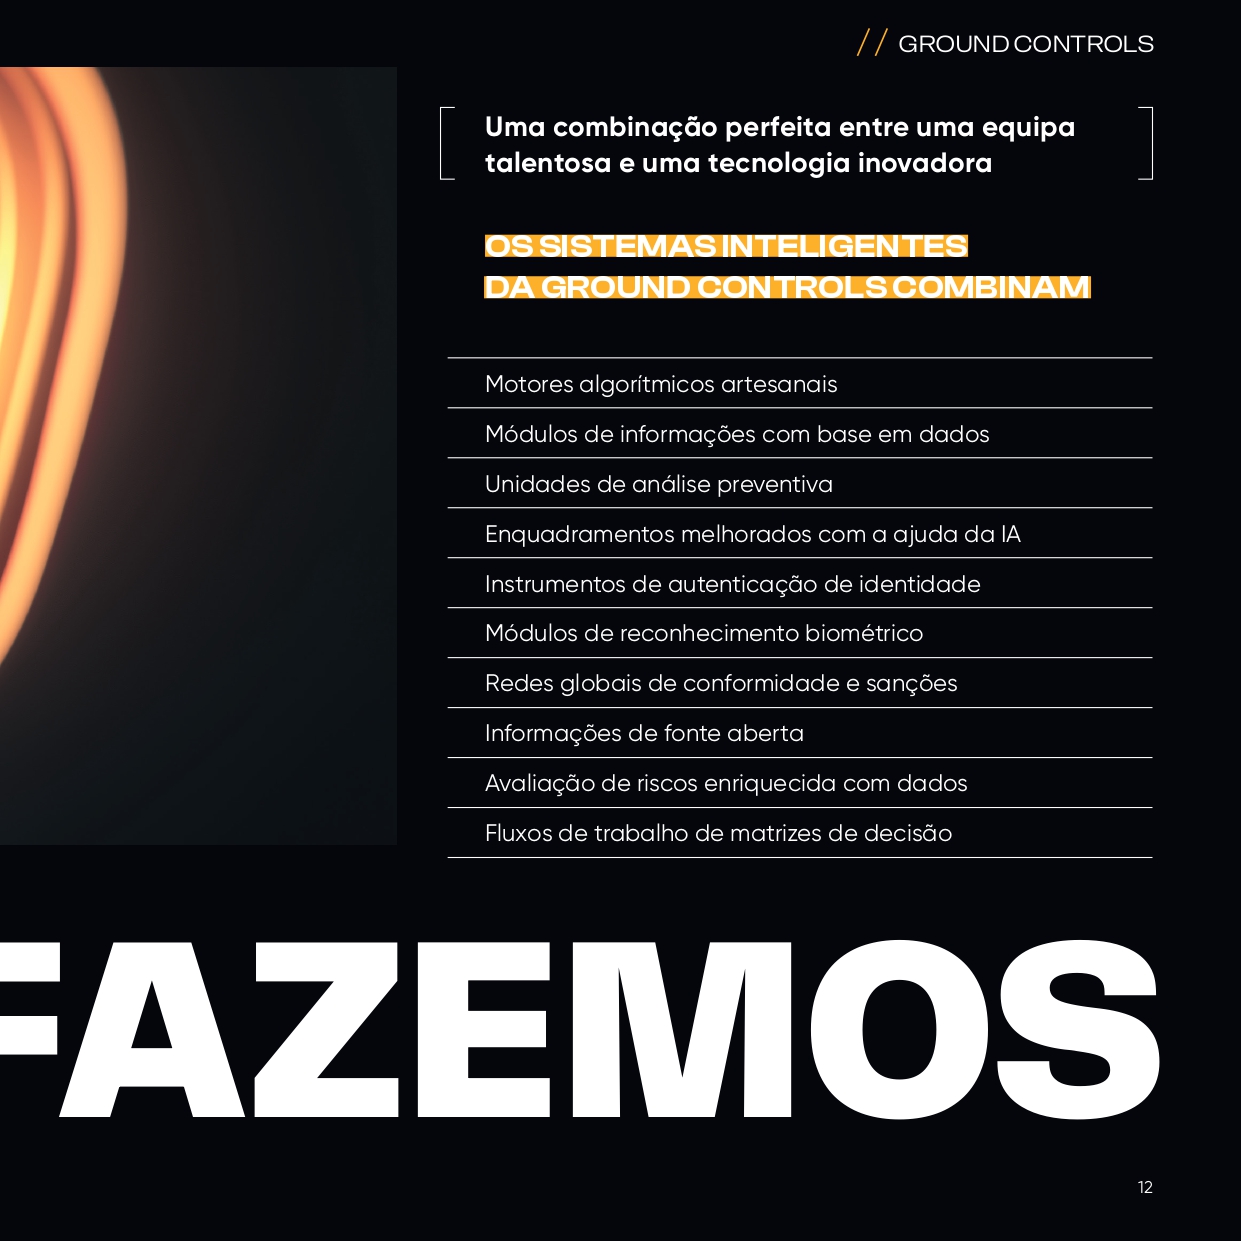 // GROUND CONTROLS
Uma combinação perfeita entre uma equipa
talentosa e uma tecnologia inovadora
OS SISTEMAS INTELIGENTES
DA GROUND CONTROLS COMBINAM
Motores algorítmicos artesanais
Módulos de informações com base em dados
Unidades de análise preventiva
Enquadramentos melhorados com a ajuda da IA
Instrumentos de autenticação de identidade
Módulos de reconhecimento biométrico
Redes globais de conformidade e sanções
Informações de fonte aberta
Avaliação de riscos enriquecida com dados
Fluxos de trabalho de matrizes de decisão
FAZEMOS
12